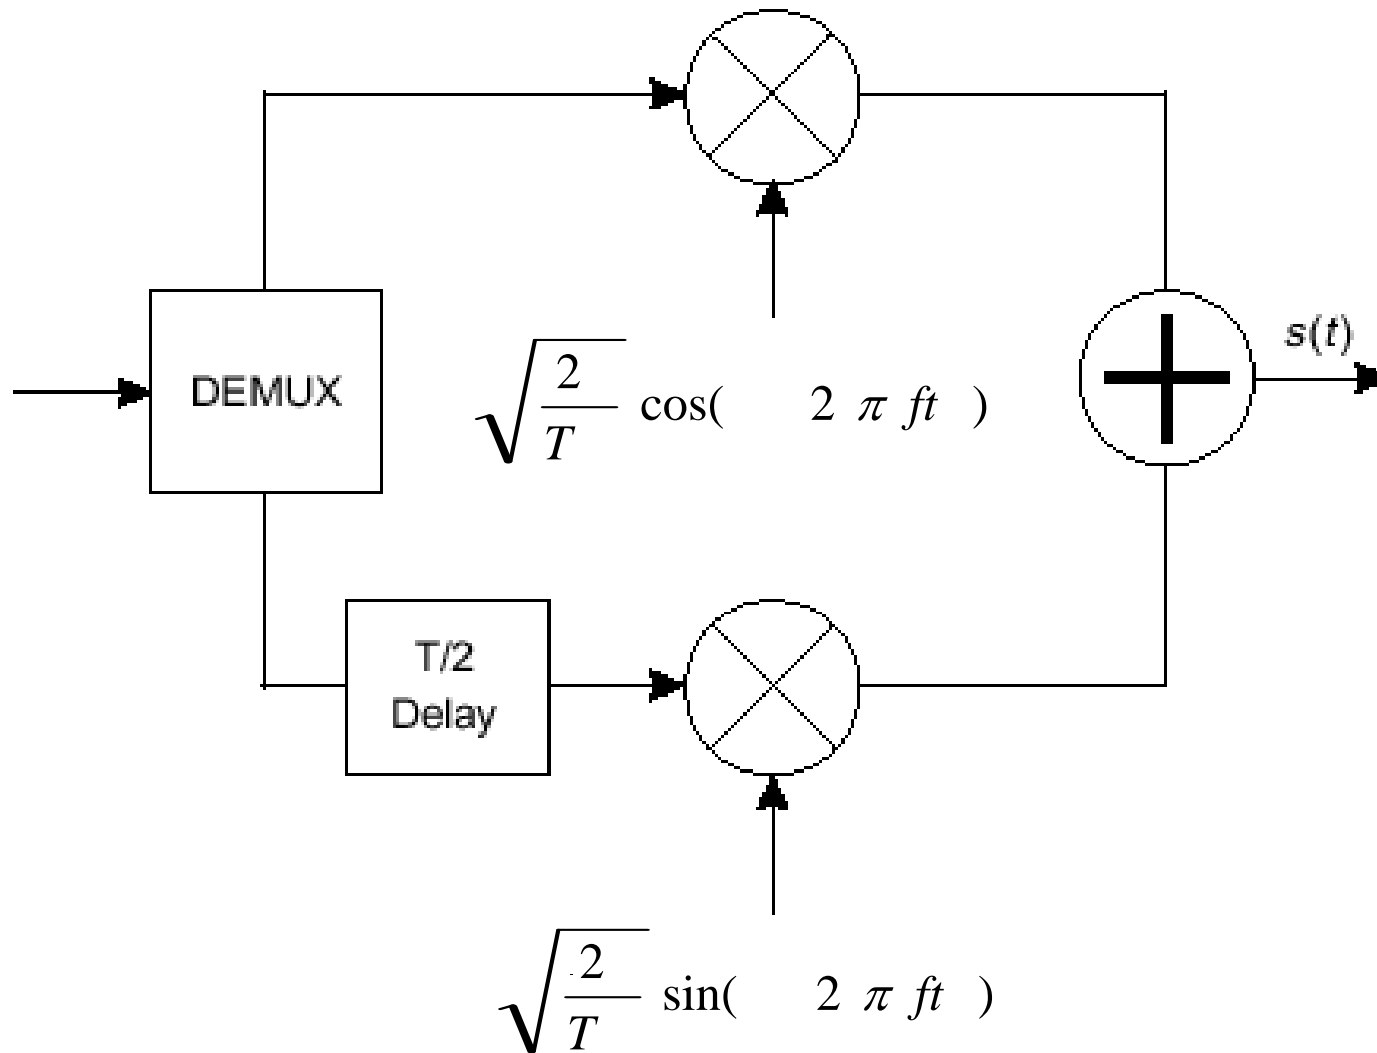 DEMUX
√(2/T) cos( 2 π ft )
s(t)
T/2
Delay
√(2/T) sin( 2 π ft )